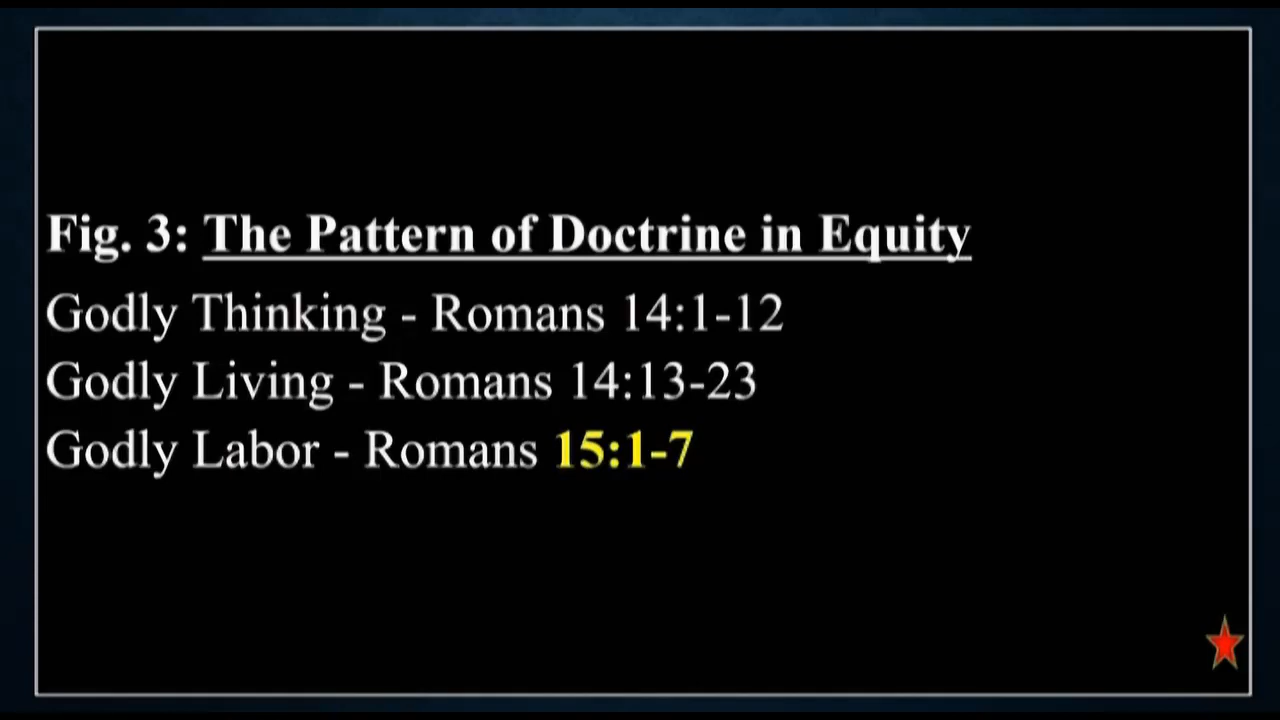 Fig. 3: The Pattern of Doctrine in Equity
Godly Thinking - Romans 14:1-12
Godly Living - Romans 14:13-23
Godly Labor - Romans 15:1-7